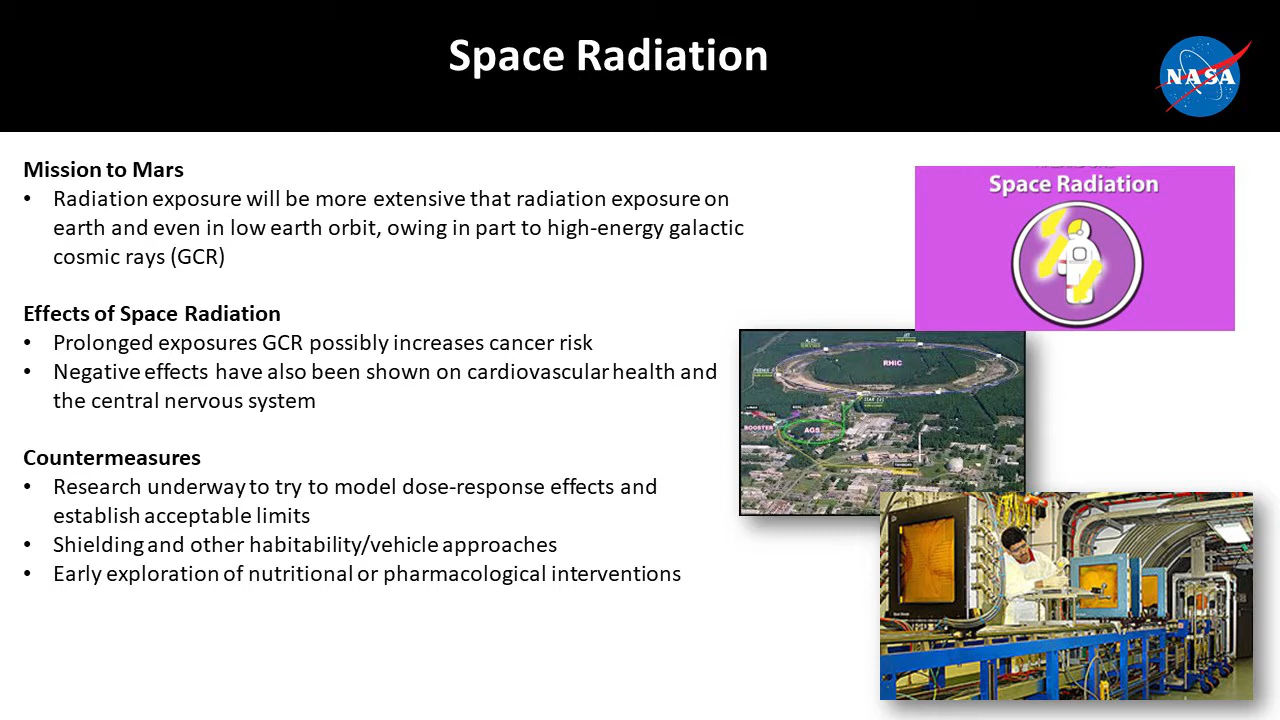 Space Radiation
NASA
Mission to Mars
• Radiation exposure will be more extensive that radiation exposure on
earth and even in low earth orbit, owing in part to high-energy galactic
cosmic rays (GCR)
Effects of Space Radiation
• Prolonged exposures GCR possibly increases cancer risk
• Negative effects have also been shown on cardiovascular health and
the central nervous system
Countermeasures
• Research underway to try to model dose-response effects and
establish acceptable limits
• Shielding and other habitability/vehicle approaches
• Early exploration of nutritional or pharmacological interventions
Space Radiation
RHIC
BOOSTER
AGS